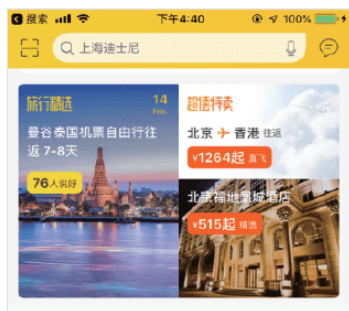 搜索
下午4:40
100%
上海迪士尼
旅行精选
14
Feb.
曼谷泰国机票自由行往
返 7-8天
76人说好
超值特卖
北京 香港 往返
¥1264起 直飞
北京福地凰城酒店
¥515起 精选